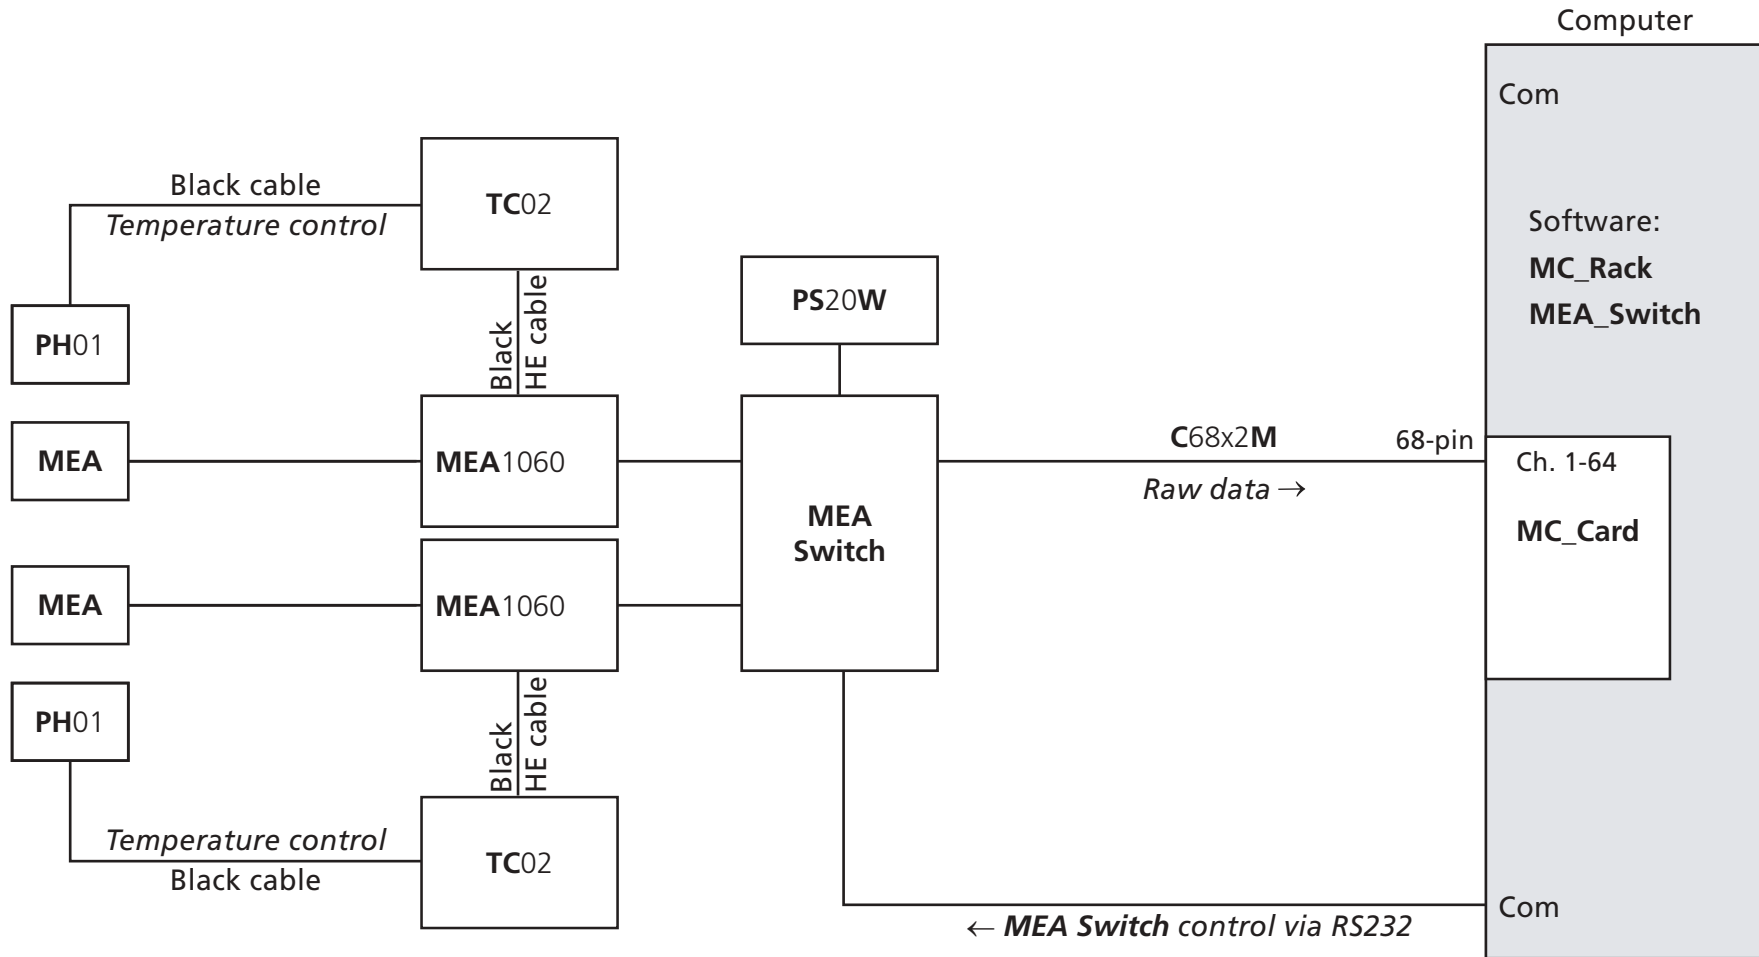 Computer
Com
Black cable
Temperature control
TC02
Software:
MC_Rack
MEA_Switch
PS20W
PH01
Black
HE cable
C68x2M
68-pin
MEA
MEA1060
Raw data →
Ch. 1-64
MEA
Switch
MC_Card
MEA
MEA1060
PH01
Black
HE cable
Temperature control
Black cable
TC02
Com
← MEA Switch control via RS232